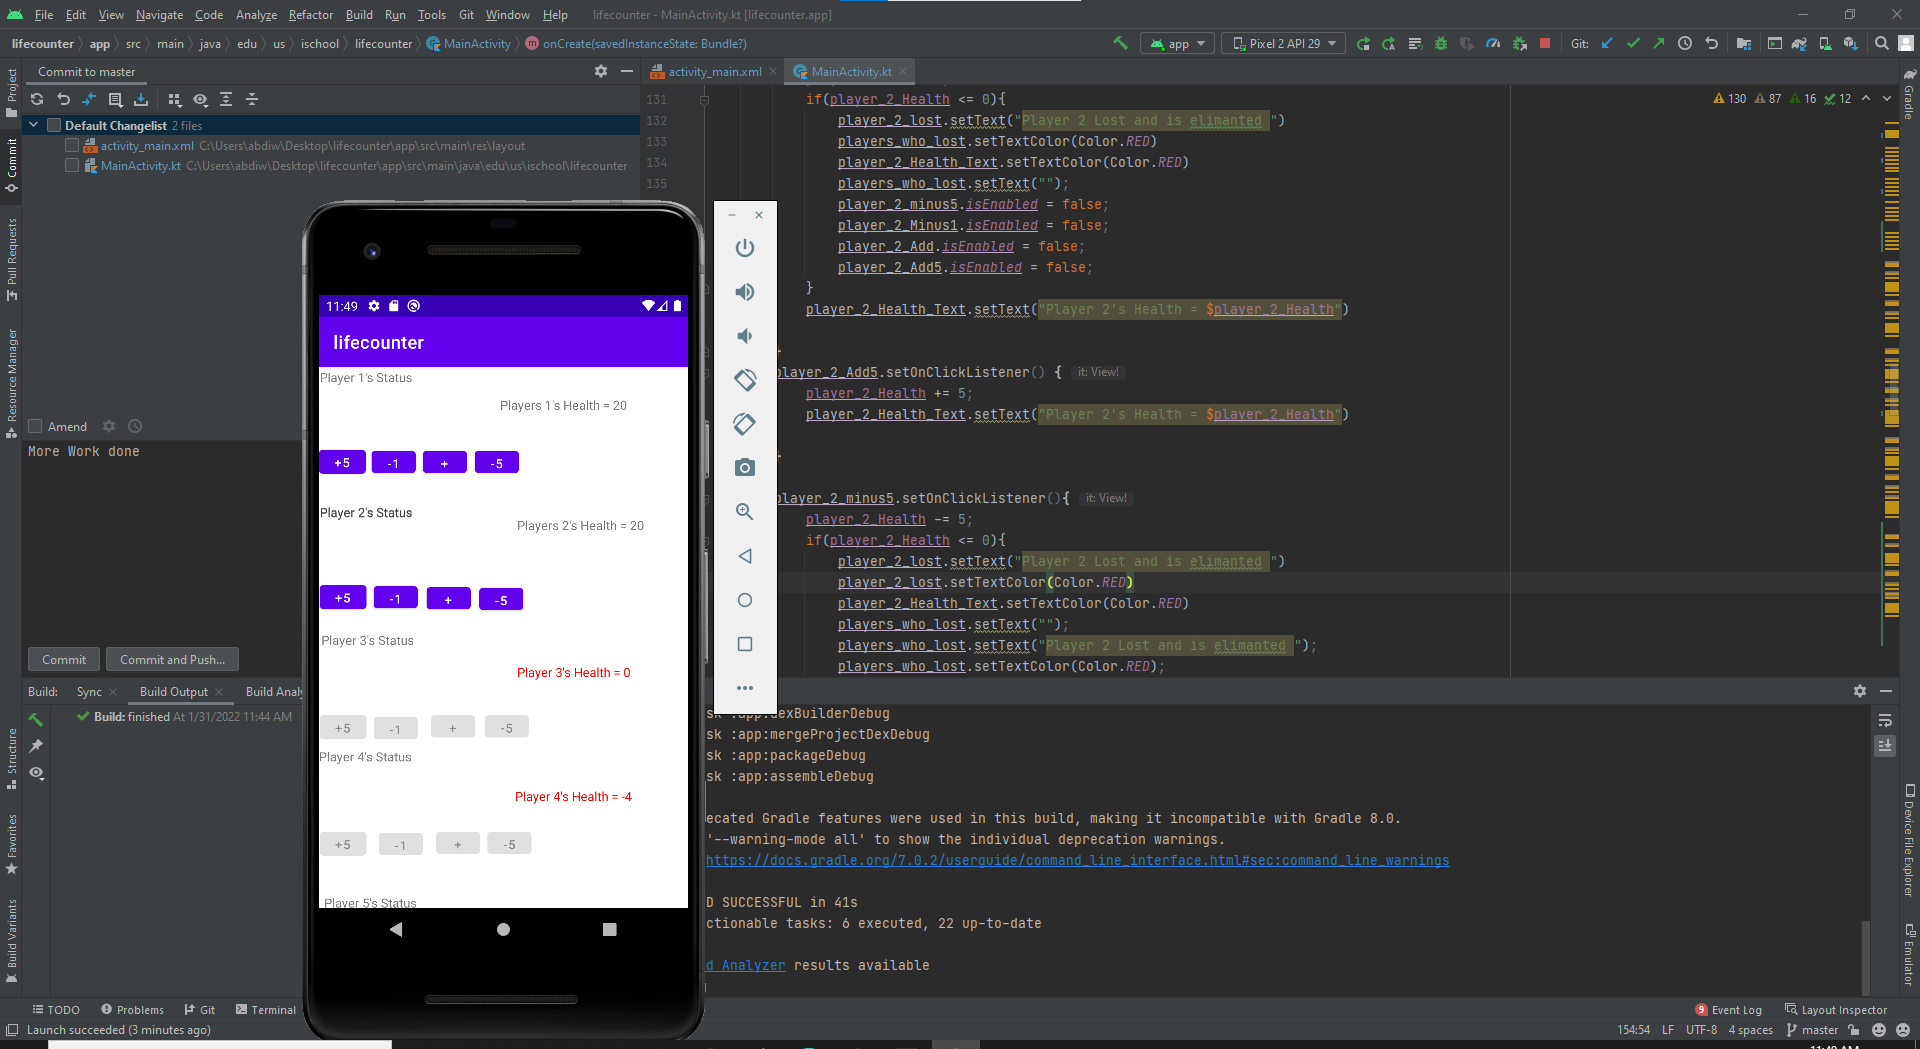 File Edit View Navigate Code Analyze Refactor Build Run Tools Git Window Help lifecounter - MainActivity.kt [lifecounter.app]
lifecounter app src main java edu us ischool lifecounter MainActivity onCreate(savedInstanceState: Bundle?) app Pixel 2 API 29 Git:
Commit to master
activity_main.xml MainActivity.kt
Default Changelist 2 files
activity_main.xml C:\Users\abdiw\Desktop\lifecounter\app\src\main\res\layout
MainActivity.kt C:\Users\abdiw\Desktop\lifecounter\app\src\main\java\edu\us\ischool\lifecounter
Amend
More Work done
Commit Commit and Push...
Project
Commit
Pull Requests
Resource Manager
Structure
Favorites
Build Variants
11:49
lifecounter
Player 1's Status
Players 1's Health = 20
+5 -1 + -5
Player 2's Status
Players 2's Health = 20
+5 -1 + -5
Player 3's Status
Player 3's Health = 0
+5 -1 + -5
Player 4's Status
Player 4's Health = -4
+5 -1 + -5
Player 5's Status
130 87 16 12
131 if(player_2_Health <= 0){
132 player_2_lost.setText("Player 2 Lost and is elimanted ")
133 players_who_lost.setTextColor(Color.RED)
134 player_2_Health_Text.setTextColor(Color.RED)
135 players_who_lost.setText("");
player_2_minus5.isEnabled = false;
player_2_Minus1.isEnabled = false;
player_2_Add.isEnabled = false;
player_2_Add5.isEnabled = false;
}
player_2_Health_Text.setText("Player 2's Health = $player_2_Health")
player_2_Add5.setOnClickListener() { it: View!
player_2_Health += 5;
player_2_Health_Text.setText("Player 2's Health = $player_2_Health")
player_2_minus5.setOnClickListener(){ it: View!
player_2_Health -= 5;
if(player_2_Health <= 0){
player_2_lost.setText("Player 2 Lost and is elimanted ")
player_2_lost.setTextColor(Color.RED)
player_2_Health_Text.setTextColor(Color.RED)
players_who_lost.setText("");
players_who_lost.setText("Player 2 Lost and is elimanted ");
players_who_lost.setTextColor(Color.RED);
Gradle
Device File Explorer
Emulator
Build: Sync Build Output Build Analy
Build: finished At 1/31/2022 11:44 AM
sk :app:dexBuilderDebug
sk :app:mergeProjectDexDebug
sk :app:packageDebug
sk :app:assembleDebug
ecated Gradle features were used in this build, making it incompatible with Gradle 8.0.
'--warning-mode all' to show the individual deprecation warnings.
https://docs.gradle.org/7.0.2/userguide/command_line_interface.html#sec:command_line_warnings
D SUCCESSFUL in 41s
ctionable tasks: 6 executed, 22 up-to-date
d Analyzer results available
TODO Problems Git Terminal 9 Event Log Layout Inspector
Launch succeeded (3 minutes ago) 154:54 LF UTF-8 4 spaces master